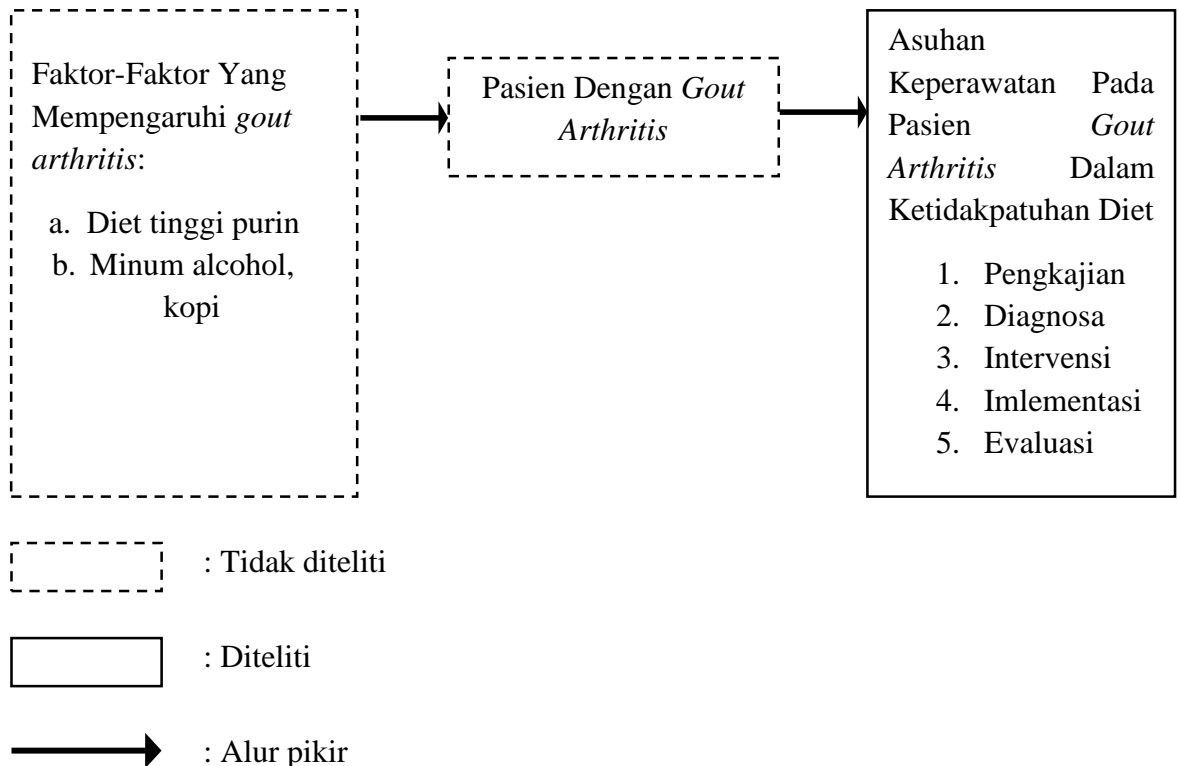 Faktor-Faktor Yang
Mempengaruhi gout
arthritis:
a. Diet tinggi purin
b. Minum alcohol,
kopi
Pasien Dengan Gout
Arthritis
Asuhan
Keperawatan Pada
Pasien Gout
Arthritis Dalam
Ketidakpatuhan Diet
1. Pengkajian
2. Diagnosa
3. Intervensi
4. Imlementasi
5. Evaluasi
: Tidak diteliti
: Diteliti
: Alur pikir